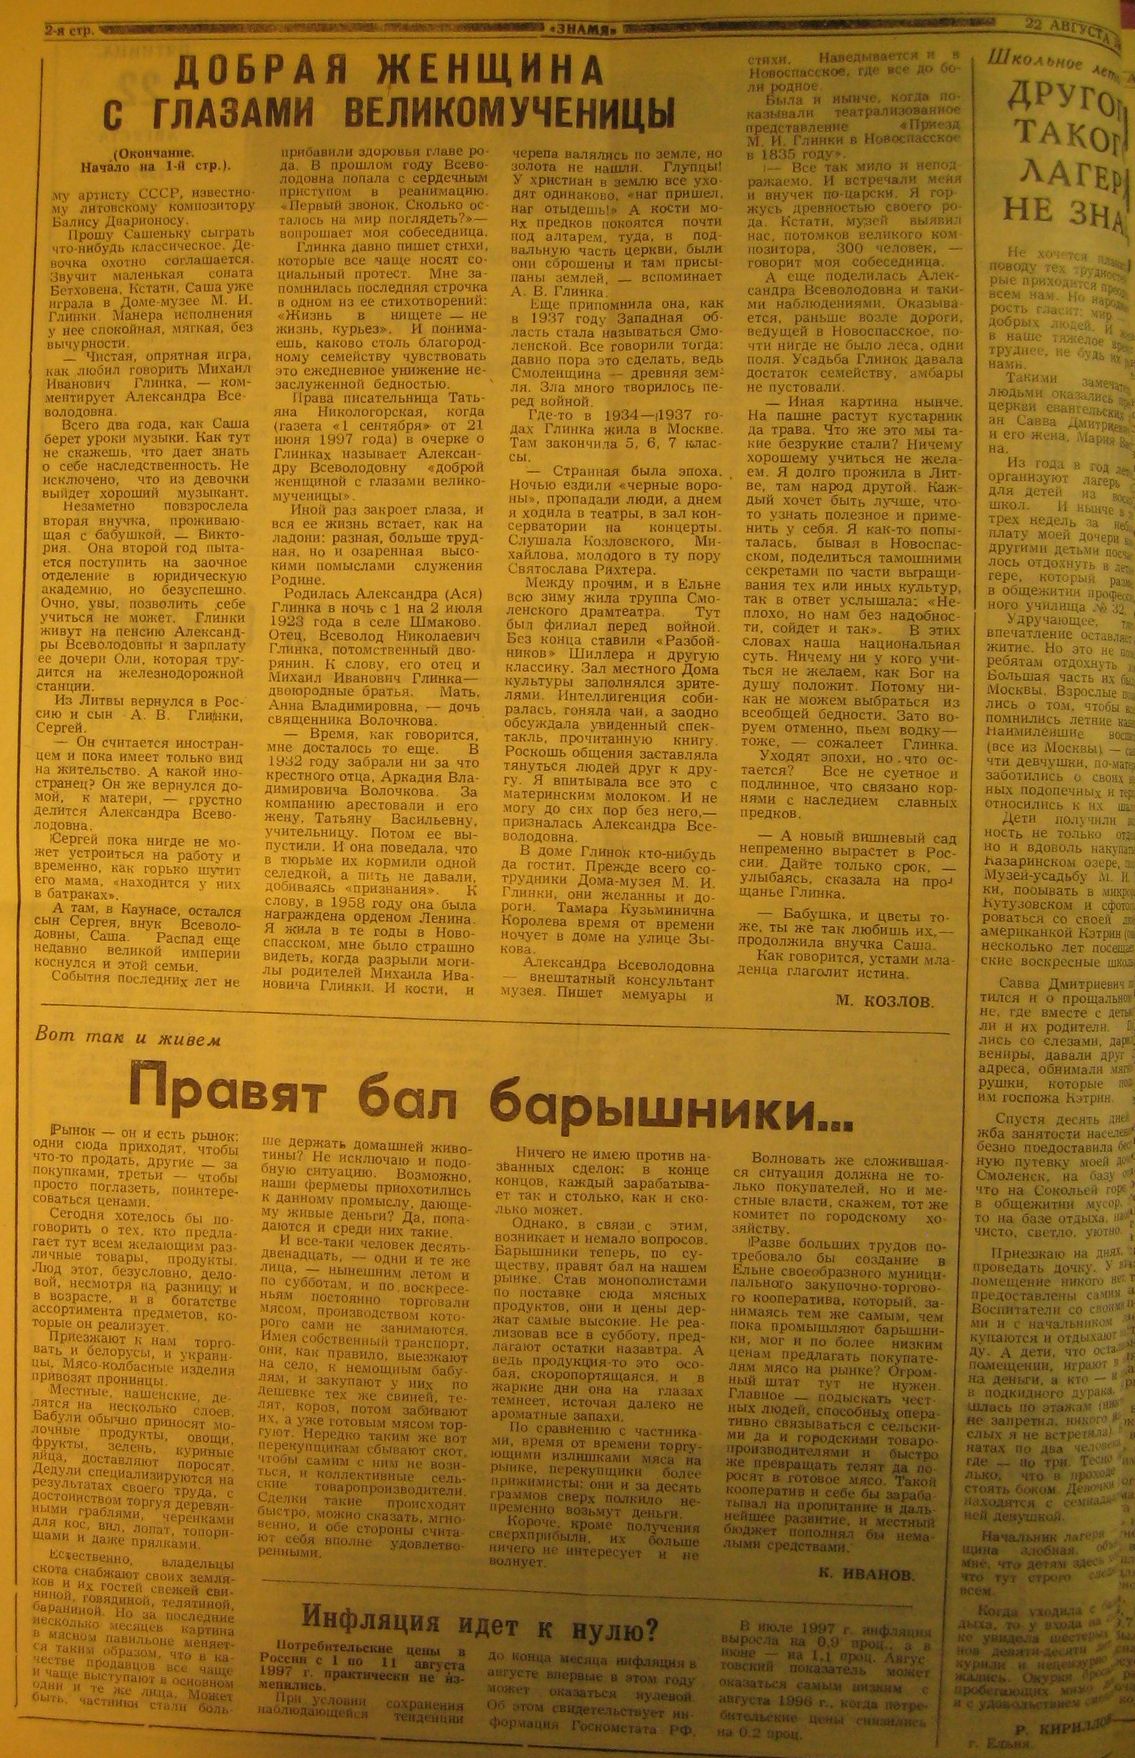 2-я стр.
«ЗНАМЯ»
22 АВГУСТА
ДОБРАЯ ЖЕНЩИНА
С ГЛАЗАМИ ВЕЛИКОМУЧЕНИЦЫ
(Окончание.
Начало на 1-й стр.).
му артисту СССР, известно-
му литовскому композитору
Балису Дварионосу.
Прошу Сашеньку сыграть
что-нибудь классическое. Де-
вочка охотно соглашается.
Звучит маленькая соната
Бетховена. Кстати, Саша уже
играла в Доме-музее М. И.
Глинки. Манера исполнения
у нее спокойная, мягкая, без
вычурности.
— Чистая, опрятная игра,
как любил говорить Михаил
Иванович Глинка, — ком-
ментирует Александра Все-
володовна.
Всего два года, как Саша
берет уроки музыки. Как тут
не скажешь, что дает знать
о себе наследственность. Не
исключено, что из девочки
выйдет хороший музыкант.
Незаметно повзрослела
вторая внучка, проживаю-
щая с бабушкой, — Викто-
рия. Она второй год пыта-
ется поступить на заочное
отделение в юридическую
академию, но безуспешно.
Очно, увы, позволить себе
учиться не может. Глинки
живут на пенсию Александ-
ры Всеволодовны и зарплату
ее дочери Оли, которая тру-
дится на железнодорожной
станции.
Из Литвы вернулся в Рос-
сию и сын А. В. Глинки,
Сергей.
— Он считается иностран-
цем и пока имеет только вид
на жительство. А какой ино-
странец? Он же вернулся до-
мой, к матери, — грустно
делится Александра Всево-
лодовна.
Сергей пока нигде не мо-
жет устроиться на работу и
временно, как горько шутит
его мама, «находится у них
в батраках».
А там, в Каунасе, остался
сын Сергея, внук Всеволо-
довны, Саша. Распад еще
недавно великой империи
коснулся и этой семьи.
События последних лет не
прибавили здоровья главе ро-
да. В прошлом году Всево-
лодовна попала с сердечным
приступом в реанимацию.
«Первый звонок. Сколько ос-
талось на мир поглядеть?»—
вопрошает моя собеседница.
Глинка давно пишет стихи,
которые все чаще носят со-
циальный протест. Мне за-
помнилась последняя строчка
в одном из ее стихотворений:
«Жизнь в нищете — не
жизнь, курьез». И понима-
ешь, каково столь благород-
ному семейству чувствовать
это ежедневное унижение не-
заслуженной бедностью.
Права писательница Тать-
яна Никологорская, когда
(газета «1 сентября» от 21
июня 1997 года) в очерке о
Глинках называет Алексан-
дру Всеволодовну «доброй
женщиной с глазами велико-
мученицы».
Иной раз закроет глаза, и
вся ее жизнь встает, как на
ладони: разная, больше труд-
ная, но и озаренная высо-
кими помыслами служения
Родине.
Родилась Александра (Ася)
Глинка в ночь с 1 на 2 июля
1923 года в селе Шмаково.
Отец, Всеволод Николаевич
Глинка, потомственный дво-
рянин. К слову, его отец и
Михаил Иванович Глинка—
двоюродные братья. Мать,
Анна Владимировна, — дочь
священника Волочкова.
— Время, как говорится,
мне досталось то еще. В
1932 году забрали ни за что
крестного отца, Аркадия Вла-
димировича Волочкова. За
компанию арестовали и его
жену, Татьяну Васильевну,
учительницу. Потом ее вы-
пустили. И она поведала, что
в тюрьме их кормили одной
селедкой, а пить не давали,
добиваясь «признания». К
слову, в 1958 году она была
награждена орденом Ленина.
Я жила в те годы в Ново-
спасском, мне было страшно
видеть, когда разрыли моги-
лы родителей Михаила Ива-
новича Глинки. И кости, и
черепа валялись по земле, но
золота не нашли. Глупцы!
У христиан в землю все ухо-
дят одинаково, «наг пришел,
наг отыдешь!» А кости мо-
их предков покоятся почти
под алтарем, туда, в под-
вальную часть церкви, были
они сброшены и там присы-
паны землей, — вспоминает
А. В. Глинка.
Еще припомнила она, как
в 1937 году Западная об-
ласть стала называться Смо-
ленской. Все говорили тогда:
давно пора это сделать, ведь
Смоленщина — древняя зем-
ля. Зла много творилось пе-
ред войной.
Где-то в 1934—1937 го-
дах Глинка жила в Москве.
Там закончила 5, 6, 7 клас-
сы.
— Странная была эпоха.
Ночью ездили «черные воро-
ны», пропадали люди, а днем
я ходила в театры, в зал кон-
серватории на концерты.
Слушала Козловского, Ми-
хайлова, молодого в ту пору
Святослава Рихтера.
Между прочим, и в Ельне
всю зиму жила труппа Смо-
ленского драмтеатра. Тут
был филиал перед войной.
Без конца ставили «Разбой-
ников» Шиллера и другую
классику. Зал местного Дома
культуры заполнялся зрите-
лями. Интеллигенция соби-
ралась, гоняла чаи, а заодно
обсуждала увиденный спек-
такль, прочитанную книгу.
Роскошь общения заставляла
тянуться людей друг к дру-
гу. Я впитывала все это с
материнским молоком. И не
могу до сих пор без него,—
призналась Александра Все-
володовна.
В доме Глинок кто-нибудь
да гостит. Прежде всего со-
трудники Дома-музея М. И.
Глинки, они желанны и до-
роги. Тамара Кузьминична
Королева время от времени
ночует в доме на улице Зы-
кова.
Александра Всеволодовна
— внештатный консультант
музея. Пишет мемуары и
стихи. Наведывается и в
Новоспасское, где все до бо-
ли родное.
Была и нынче, когда по-
казывали театрализованное
представление «Приезд
М. И. Глинки в Новоспасское
в 1835 году».
— Все так мило и непод-
ражаемо. И встречали меня
и внучек по-царски. Я гор-
жусь древностью своего ро-
да. Кстати, музей выявил
нас, потомков великого ком-
позитора, 300 человек, —
говорит моя собеседница.
А еще поделилась Алек-
сандра Всеволодовна и таки-
ми наблюдениями. Оказыва-
ется, раньше возле дороги,
ведущей в Новоспасское, по-
чти нигде не было леса, одни
поля. Усадьба Глинок давала
достаток семейству, амбары
не пустовали.
— Иная картина нынче.
На пашне растут кустарник
да трава. Что же это мы та-
кие безрукие стали? Ничему
хорошему учиться не жела-
ем. Я долго прожила в Лит-
ве, там народ другой. Каж-
дый хочет быть лучше, что-
то узнать полезное и приме-
нить у себя. Я как-то попы-
талась, бывая в Новоспас-
ском, поделиться тамошними
секретами по части выращи-
вания тех или иных культур,
так в ответ услышала: «Не-
плохо, но нам без надобнос-
ти, сойдет и так». В этих
словах наша национальная
суть. Ничему ни у кого учи-
ться не желаем, как Бог на
душу положит. Потому ни-
как не можем выбраться из
всеобщей бедности. Зато во-
руем отменно, пьем водку—
тоже, — сожалеет Глинка.
Уходят эпохи, но что ос-
тается? Все не суетное и
подлинное, что связано кор-
нями с наследием славных
предков.
— А новый вишневый сад
непременно вырастет в Рос-
сии. Дайте только срок, —
улыбаясь, сказала на про-
щанье Глинка.
— Бабушка, и цветы то-
же, ты же так любишь их,—
продолжила внучка Саша.
Как говорится, устами мла-
денца глаголит истина.
М. КОЗЛОВ.
Вот так и живем
Правят бал барышники...
Рынок — он и есть рынок:
одни сюда приходят, чтобы
что-то продать, другие — за
покупками, третьи — чтобы
просто поглазеть, поинтере-
соваться ценами.
Сегодня хотелось бы по-
говорить о тех, кто предла-
гает тут всем желающим раз-
личные товары, продукты.
Люд этот, безусловно, дело-
вой, несмотря на разницу и
в возрасте, и в богатстве
ассортимента предметов, ко-
торые он реализует.
Приезжают к нам торго-
вать и белорусы, и украин-
цы. Мясо-колбасные изделия
привозят пронинцы.
Местные, нашенские, де-
лятся на несколько слоев.
Бабули обычно приносят мо-
лочные продукты, овощи,
фрукты, зелень, куриные
яйца, доставляют поросят.
Дедули специализируются на
результатах своего труда, с
достоинством торгуя деревян-
ными граблями, черенками
для кос, вил, лопат, топори-
щами и даже прялками.
Естественно, владельцы
скота снабжают своих земля-
ков и их гостей свежей сви-
ниной, говядиной, телятиной,
бараниной. Но за последние
несколько месяцев картина
в мясном павильоне меняет-
ся таким образом, что в ка-
честве продавцов все чаще
и чаще выступают в основном
одни и те же лица. Может
быть, частники стали боль-
ше держать домашней живо-
тины? Не исключаю и подо-
бную ситуацию. Возможно,
наши фермеры приохотились
к данному промыслу, дающе-
му живые деньги? Да, попа-
даются и среди них такие.
И все-таки человек десять-
двенадцать, — одни и те же
лица, — нынешним летом и
по субботам, и по воскресе-
ньям постоянно торговали
мясом, производством кото-
рого сами не занимаются.
Имея собственный транспорт,
они, как правило, выезжают
на село, к немощным бабу-
лям, и закупают у них по
дешевке тех же свиней, те-
лят, коров, потом забивают
их, а уже готовым мясом тор-
гуют. Нередко таким же вот
перекупщикам сбывают скот,
чтобы самим с ним не возить-
ся, и коллективные сель-
ские товаропроизводители.
Сделки такие происходят
быстро, можно сказать, мгно-
венно, и обе стороны счита-
ют себя вполне удовлетво-
ренными.
Ничего не имею против на-
званных сделок: в конце
концов, каждый зарабатыва-
ет так и столько, как и ско-
лько может.
Однако, в связи с этим,
возникает и немало вопросов.
Барышники теперь, по су-
ществу, правят бал на нашем
рынке. Став монополистами
по поставке сюда мясных
продуктов, они и цены дер-
жат самые высокие. Не реа-
лизовав все в субботу, пред-
лагают остатки назавтра. А
ведь продукция-то это осо-
бая, скоропортящаяся, и в
жаркие дни она на глазах
темнеет, источая далеко не
ароматные запахи.
По сравнению с частника-
ми, время от времени торгу-
ющими излишками мяса на
рынке, перекупщики более
прижимисты: они и за десять
граммов сверх полкило не-
пременно возьмут деньги.
Короче, кроме получения
сверхприбыли, их больше
ничего не интересует и не
волнует.
Волновать же сложившая-
ся ситуация должна не то-
лько покупателей, но и ме-
стные власти, скажем, тот же
комитет по городскому хо-
зяйству.
Разве больших трудов по-
требовало бы создание в
Ельне своеобразного муници-
пального закупочно-торгово-
го кооператива, который, за-
нимаясь тем же самым, чем
пока промышляют барышни-
ки, мог и по более низким
ценам предлагать покупате-
лям мясо на рынке? Огром-
ный штат тут не нужен.
Главное — подыскать чест-
ных людей, способных опера-
тивно связываться с сельски-
ми да и городскими товаро-
производителями и быстро
же превращать телят да по-
росят в готовое мясо. Такой
кооператив и себе бы зараба-
тывал на пропитание и даль-
нейшее развитие, и местный
бюджет пополнял бы нема-
лыми средствами.
К. ИВАНОВ.
Инфляция идет к нулю?
Потребительские цены в
России с 1 по 11 августа
1997 г. практически не из-
менились.
При условии сохранения
наблюдающейся тенденции
до конца месяца инфляция в
августе впервые в этом году
может оказаться нулевой.
Об этом свидетельствует ин-
формация Госкомстата РФ.
В июле 1997 г. инфляция
выросла на 0,9 проц., а в
июне — на 1,1 проц. Авгус-
товский показатель может
оказаться самым низким с
августа 1996 г., когда потре-
бительские цены снизились
на 0,2 проц.
Школьное
ДРУГО
ТАКОГ
ЛАГЕР
НЕ ЗНА
Не хочется
поводу тех
рые приходится
всем нам. Но
рость гласит: мир
добрых людей. И
в наше тяжелое
труднее, не будь их
нами.
Такими
людьми оказались
церкви евангельских
ан Савва Дмитриевич
и его жена, Мария
на.
Из года в год
организуют лагерь
для детей из
школ. И нынче в
трех недель за
плату моей дочери
другими детьми
лось отдохнуть в
гере, который
в общежитии
ного училища № 32.
Удручающее,
впечатление
житие. Но это не
ребятам отдохнуть
Большая часть их
Москвы. Взрослые
лись о том, чтобы
помнились летние
Наимилейшие
(все из Москвы) —
чти девушки,
заботились о своих
ных подопечных и
относились к их
Дети получили
ность не только
но и вдоволь
Казаринском озере,
Музей-усадьбу М. И.
ки, побывать в
Кутузовском и
роваться со своей
американкой Кэтрин
несколько лет
ские воскресные
Савва Дмитриевич
тился и о прощальном
не, где вместе с
ли и их родители.
лись со слезами,
вениры, давали друг
адреса, обнимали
рушки, которые
им госпожа Кэтрин.
Спустя десять дней
жба занятости
безно предоставила
ную путевку моей
Смоленск, на базу
что на Соколье́й горе
в общежитии мусор,
то на базе отдыха,
чисто, светло, уютно.
Приезжаю на днях
проведать дочку. У
помещение никого нет.
предоставлены самим
Воспитатели со своими
ми и с начальником
купаются и отдыхают
ду. А дети, что
помещении, играют в
на деньги, а кто —
в подкидного дурака,
шлась по этажам
не запретил, никого
слых я не встретила)
натах по два человека,
где — по три. Тесно
лько, что в проходе
стоять боком. Девочки
находятся с
ней девушкой.
Начальник лагеря
щина злобная.
мне, что детям здесь
что тут строго
всем.
Когда уходила с
дыха, то у входа
ко увидела
курили и
жались. Окурки
пробегающих мимо
и с удовольствием
Р. КИРИЛЛОВ
г. Ельня.